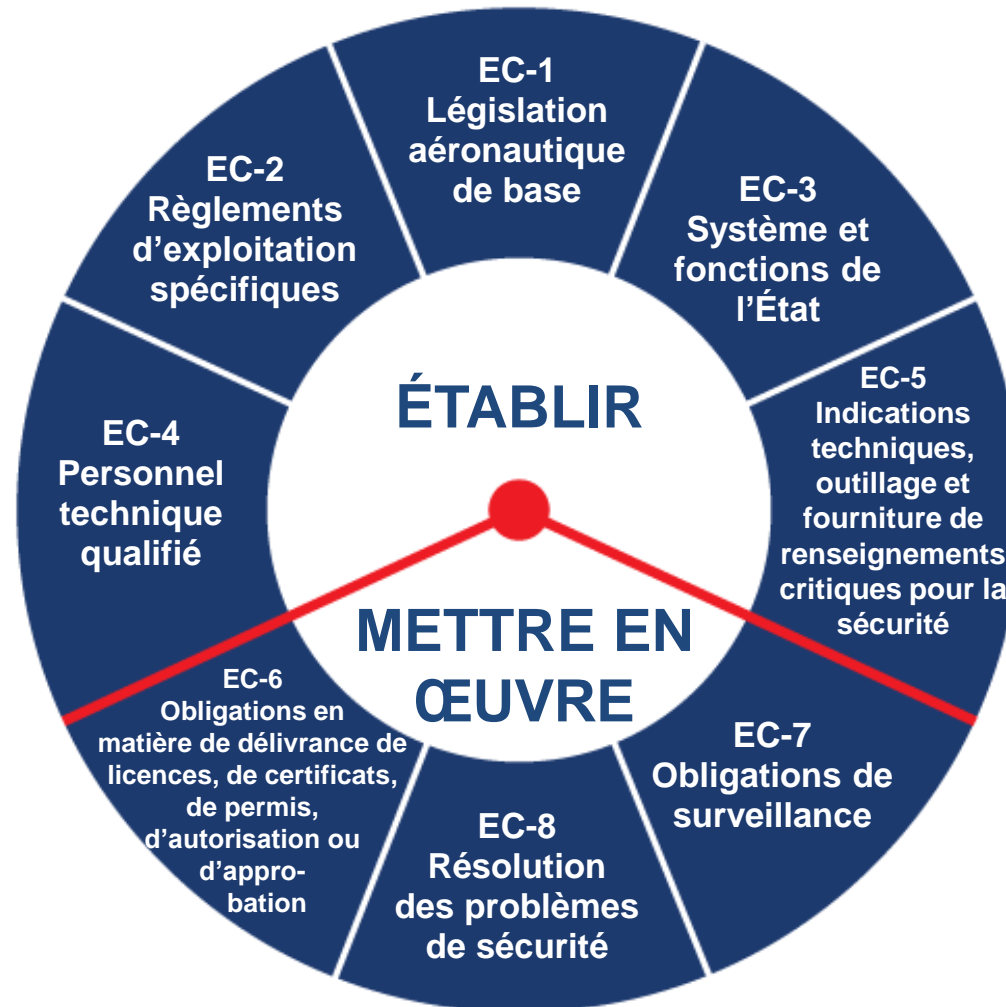 EC-1
Législation
aéronautique
de base
EC-2
Règlements
d’exploitation
spécifiques
EC-3
Système et
fonctions de
l’État
EC-4
Personnel
technique
qualifié
ÉTABLIR
EC-5
Indications
techniques,
outillage et
fourniture de
renseignements
critiques pour la
sécurité
METTRE EN
ŒUVRE
EC-6
Obligations en
matière de délivrance de
licences, de certificats,
de permis,
d’autorisation ou
d’appro-
bation
EC-8
Résolution
des problèmes
de sécurité
EC-7
Obligations de
surveillance